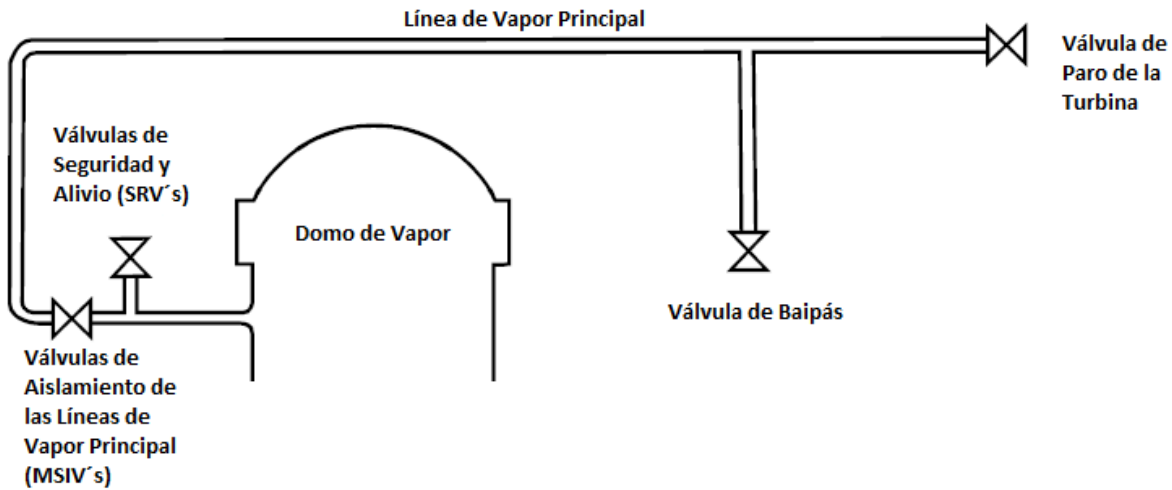 Línea de Vapor Principal
Válvula de
Paro de la
Turbina
Válvulas de
Seguridad y
Alivio (SRV´s)
Domo de Vapor
Válvula de Baipás
Válvulas de
Aislamiento de
las Líneas de
Vapor Principal
(MSIV´s)